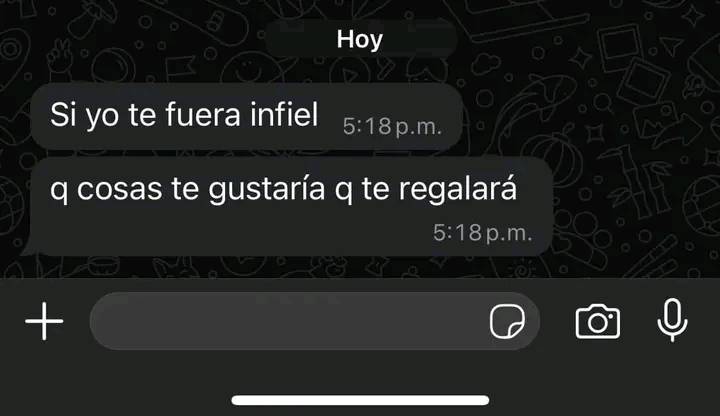 Hoy
Si yo te fuera infiel
5:18 p.m.
q cosas te gustaría q te regalará
5:18 p.m.